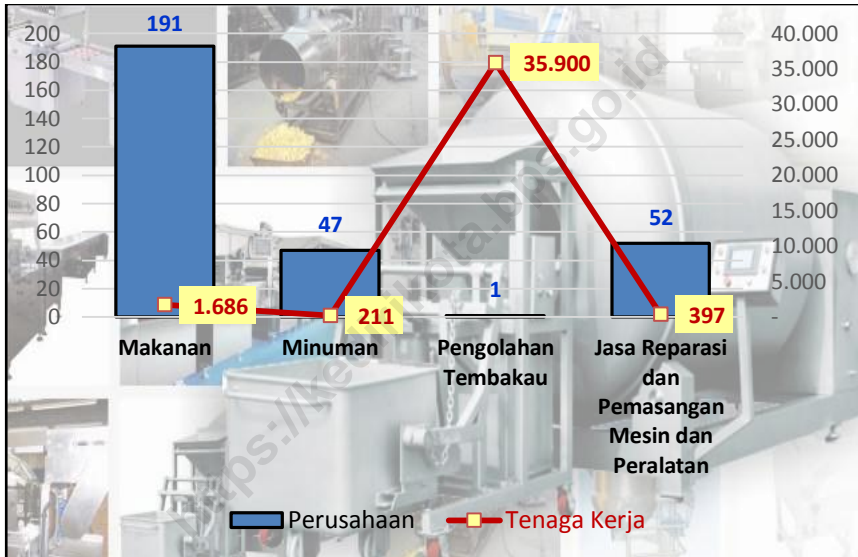 191
200
180
160
140
120
100
80
60
40
20
0
40.000
35.000
30.000
25.000
20.000
15.000
10.000
5.000
-
35.900
47
52
1
1.686
211
397
Makanan
Minuman
Pengolahan
Tembakau
Jasa Reparasi
dan
Pemasangan
Mesin dan
Peralatan
Perusahaan
Tenaga Kerja